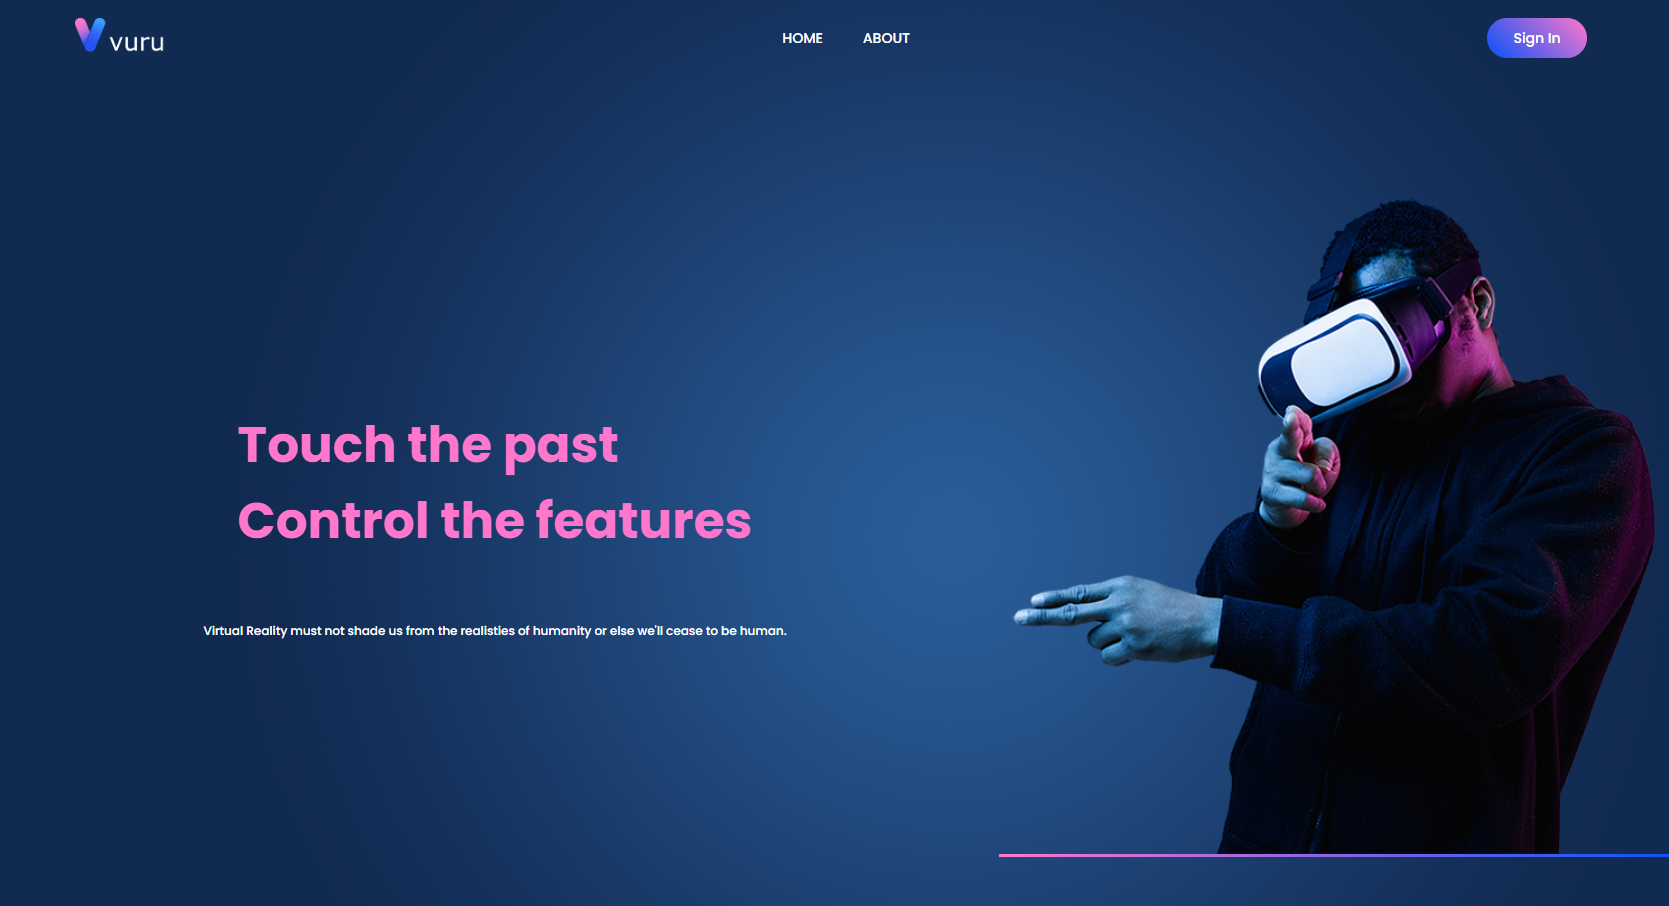 vuru
HOME
ABOUT
Sign In
Touch the past
Control the features
Virtual Reality must not shade us from the realisties of humanity or else we'll cease to be human.